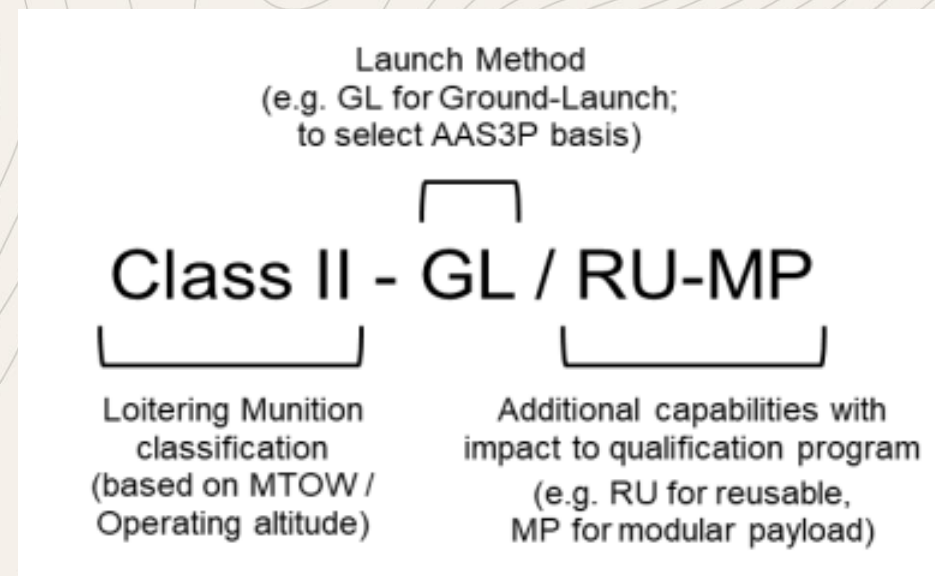 Launch Method
(e.g. GL for Ground-Launch;
to select AAS3P basis)
Class II - GL / RU-MP
Loitering Munition
classification
(based on MTOW /
Operating altitude)
Additional capabilities with
impact to qualification program
(e.g. RU for reusable,
MP for modular payload)